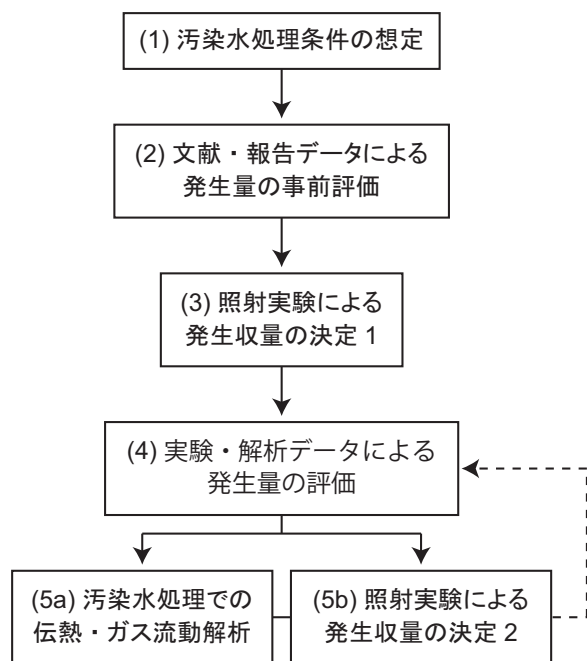 (1) 汚染水処理条件の想定
(2) 文献・報告データによる
発生量の事前評価
(3) 照射実験による
発生収量の決定 1
(4) 実験・解析データによる
発生量の評価
(5a) 汚染水処理での
伝熱・ガス流動解析
(5b) 照射実験による
発生収量の決定 2